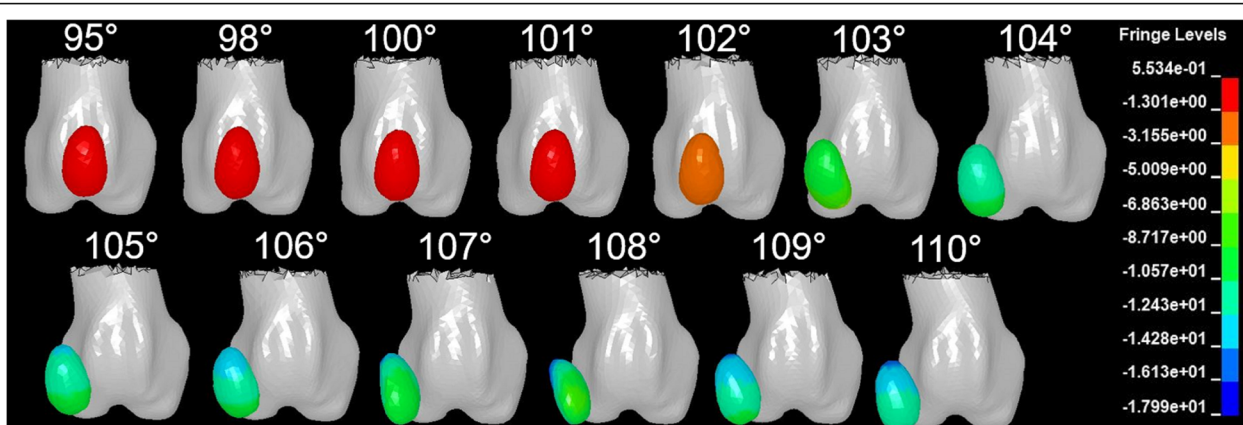 95° 98° 100° 101° 102° 103° 104°
105° 106° 107° 108° 109° 110°
Fringe Levels
5.534e-01
-1.301e+00
-3.155e+00
-5.009e+00
-6.863e+00
-8.717e+00
-1.057e+01
-1.243e+01
-1.428e+01
-1.613e+01
-1.799e+01